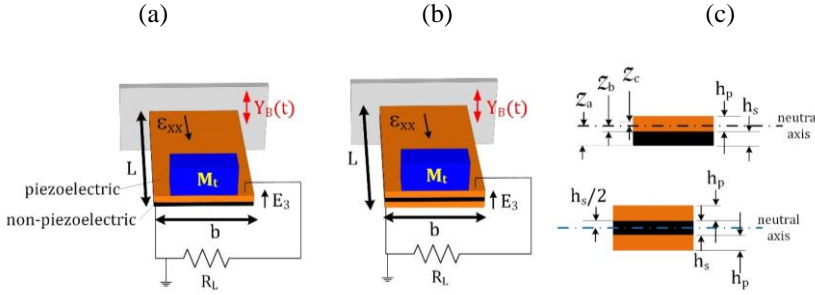 (a)
(b)
(c)
Y_B(t)
ε_xx
L
M_t
piezoelectric
non-piezoelectric
E_3
b
R_L
Y_B(t)
ε_xx
L
M_t
E_3
b
R_L
z_a
z_b
z_c
h_p
h_s
neutral
axis
h_s/2
h_p
neutral
axis
h_s
h_p